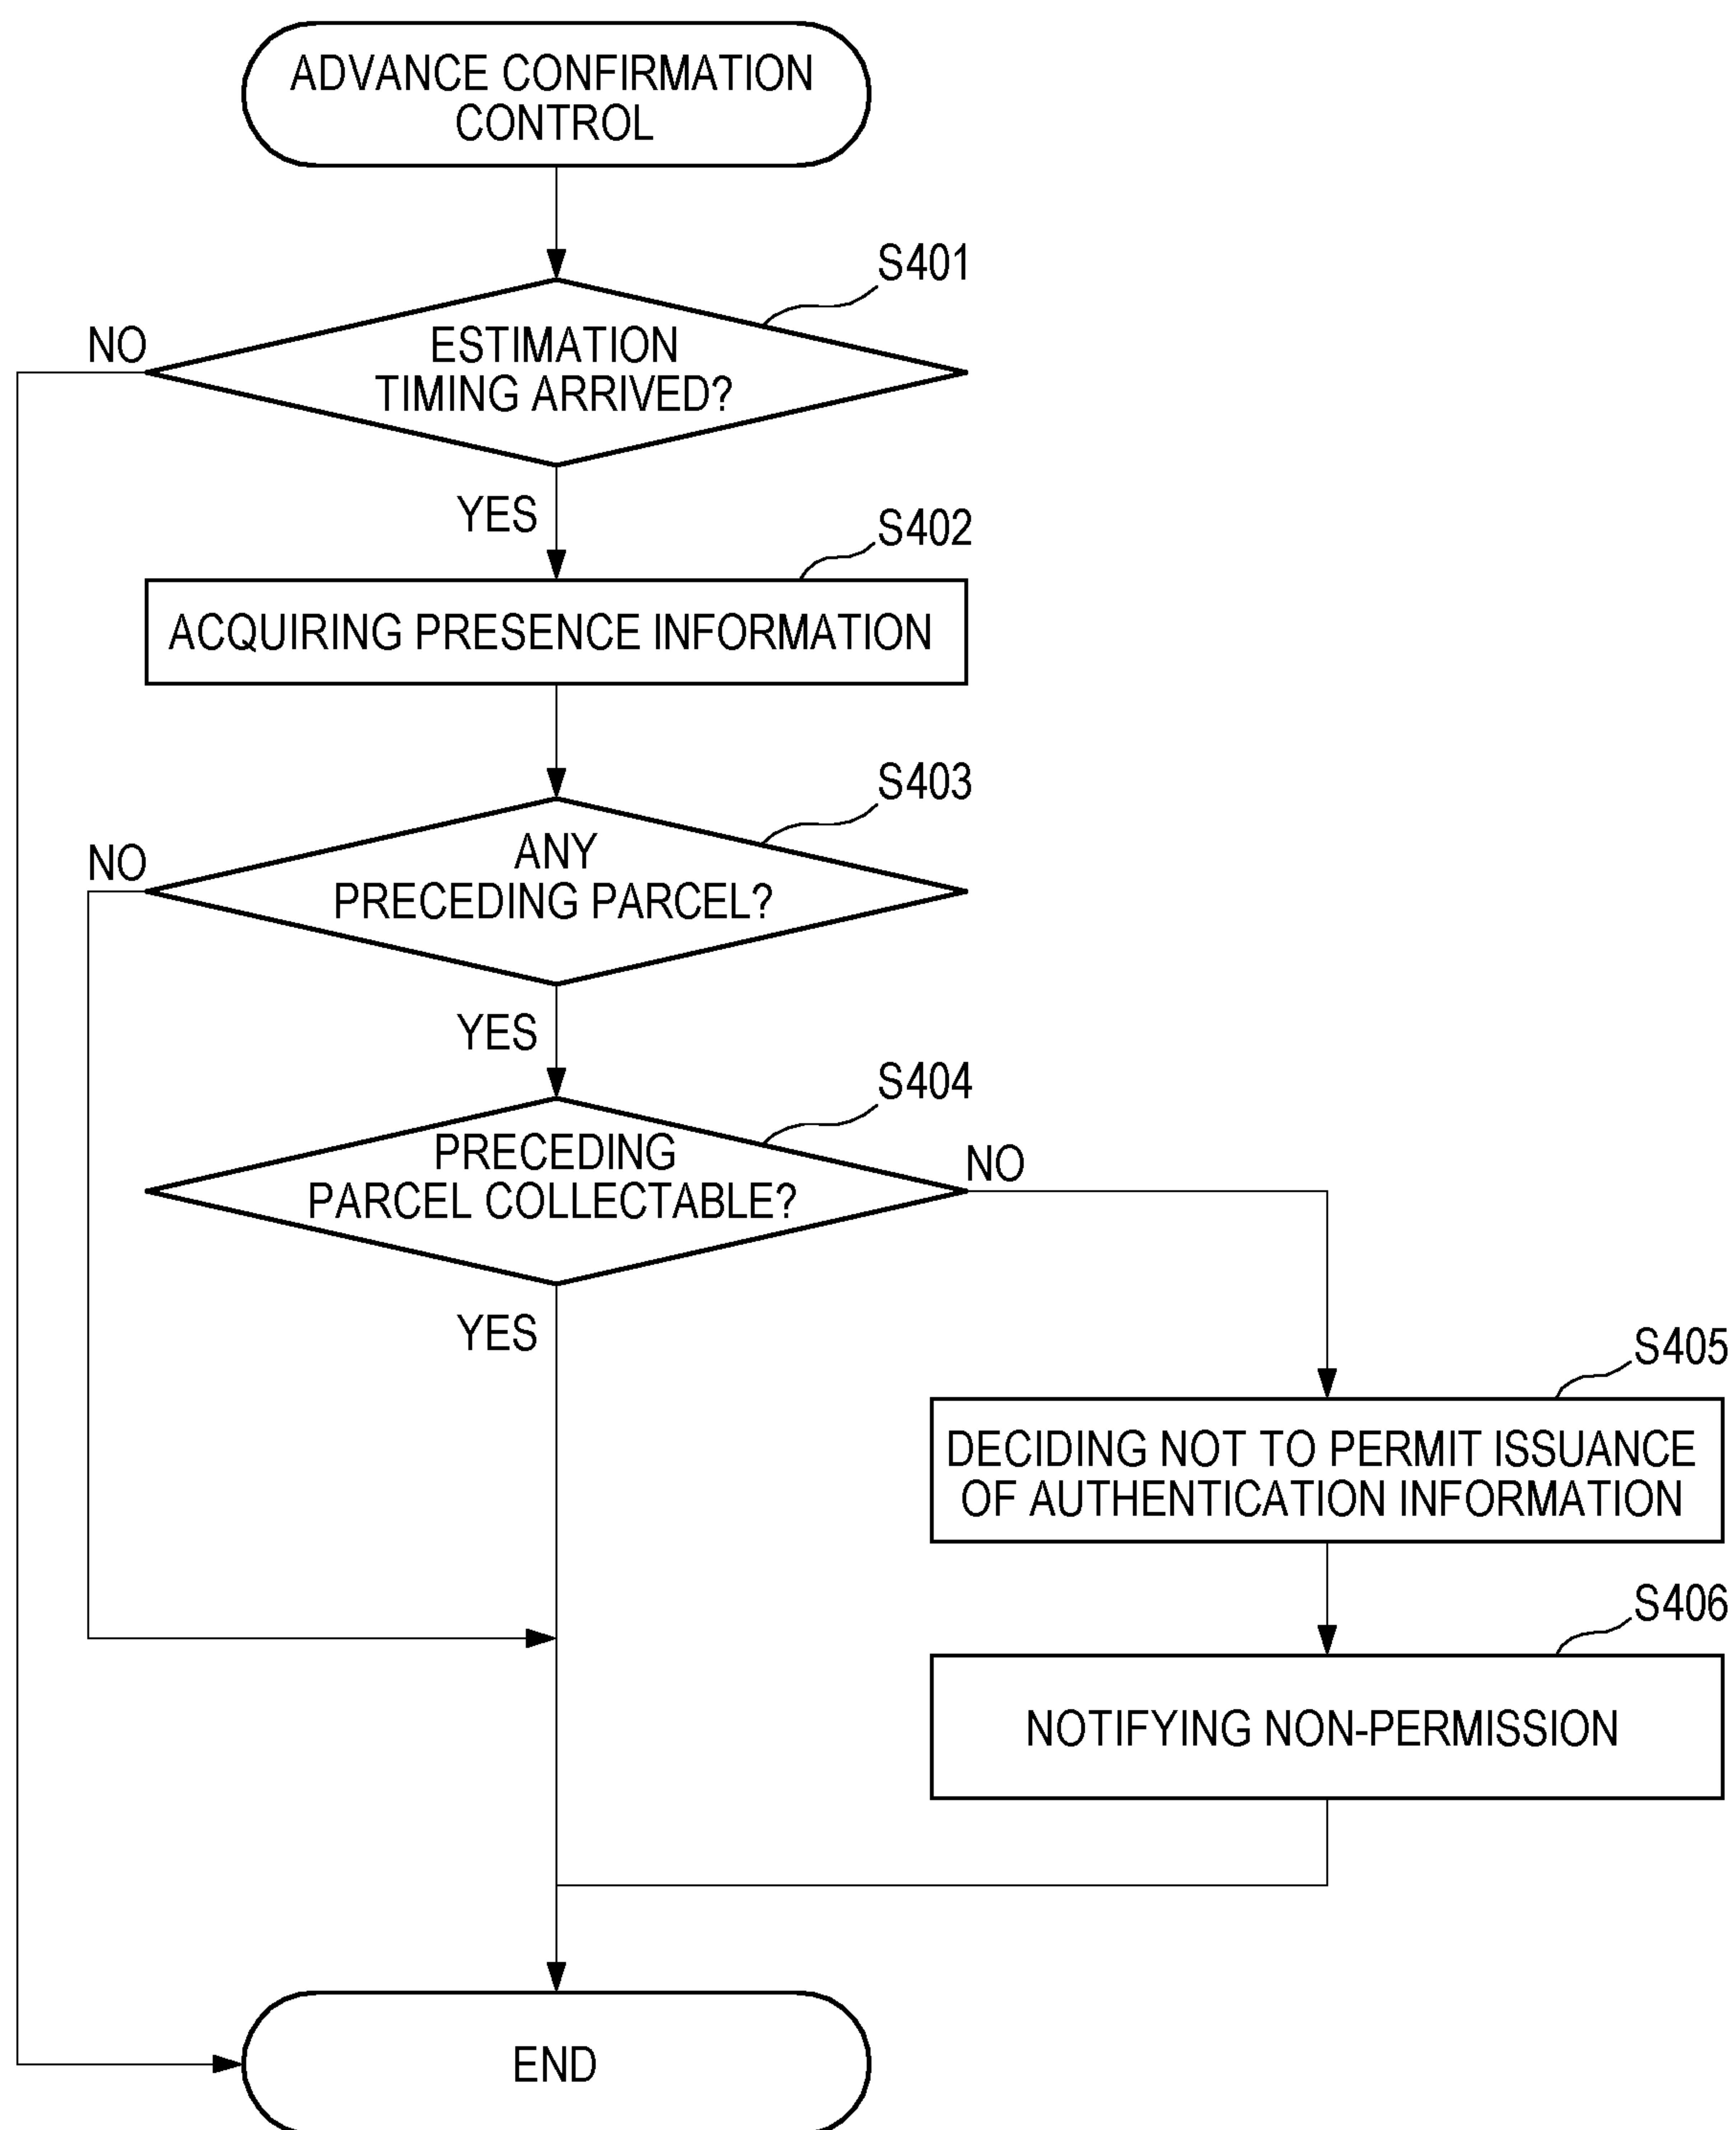 ADVANCE CONFIRMATION
CONTROL
S401
NO
ESTIMATION
TIMING ARRIVED?
YES
S402
ACQUIRING PRESENCE INFORMATION
S403
NO
ANY
PRECEDING PARCEL?
YES
S404
PRECEDING
PARCEL COLLECTABLE?
NO
YES
S405
DECIDING NOT TO PERMIT ISSUANCE
OF AUTHENTICATION INFORMATION
S406
NOTIFYING NON-PERMISSION
END